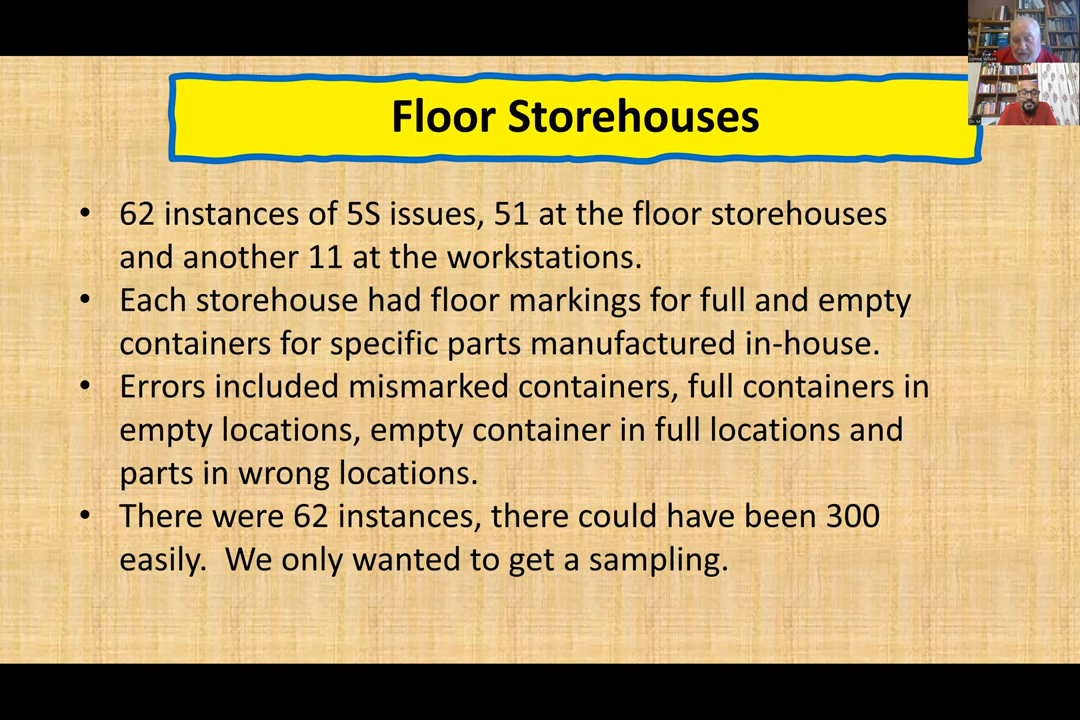 Floor Storehouses
• 62 instances of 5S issues, 51 at the floor storehouses
and another 11 at the workstations.
• Each storehouse had floor markings for full and empty
containers for specific parts manufactured in-house.
• Errors included mismarked containers, full containers in
empty locations, empty container in full locations and
parts in wrong locations.
• There were 62 instances, there could have been 300
easily.  We only wanted to get a sampling.